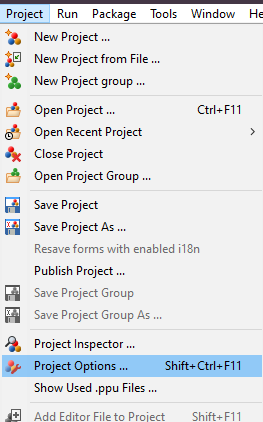 Project Run Package Tools Window He
New Project ...
New Project from File ...
New Project group ...
Open Project ... Ctrl+F11
Open Recent Project
Close Project
Open Project Group ...
Save Project
Save Project As ...
Resave forms with enabled i18n
Publish Project ...
Save Project Group
Save Project Group As ...
Project Inspector ...
Project Options ... Shift+Ctrl+F11
Show Used .ppu Files ...
Add Editor File to Project Shift+F11